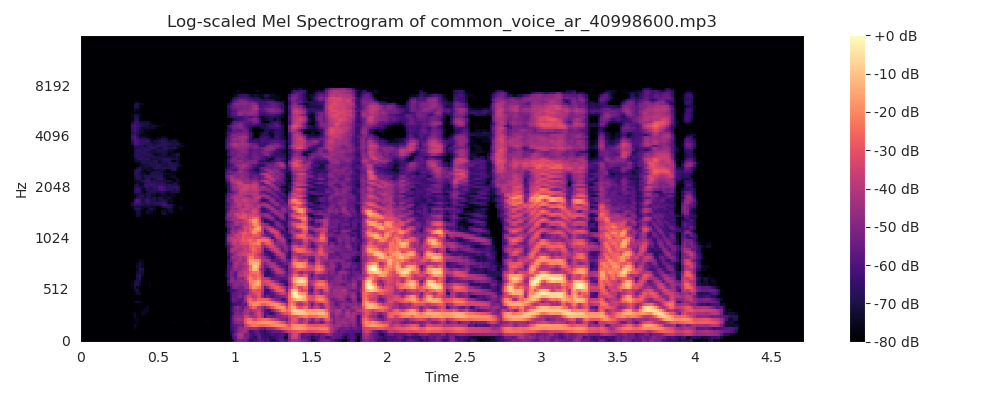 Log-scaled Mel Spectrogram of common_voice_ar_40998600.mp3
Hz
8192
4096
2048
1024
512
0
0 0.5 1 1.5 2 2.5 3 3.5 4 4.5
Time
+0 dB
-10 dB
-20 dB
-30 dB
-40 dB
-50 dB
-60 dB
-70 dB
-80 dB